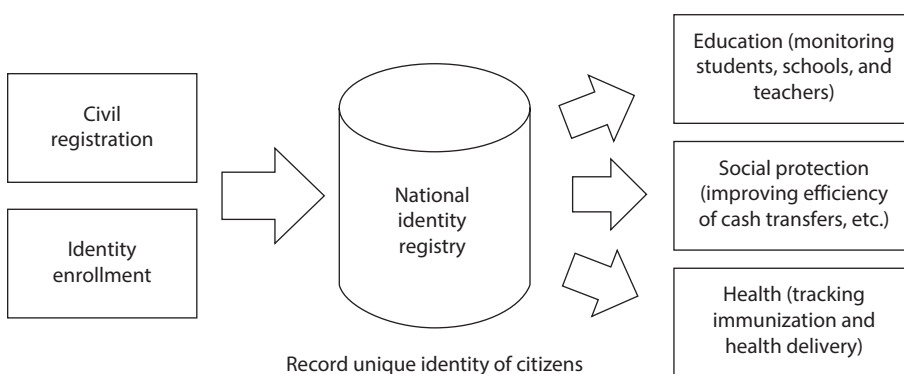 Civil
registration
Identity
enrollment
National
identity
registry
Record unique identity of citizens
Education (monitoring
students, schools, and
teachers)
Social protection
(improving efficiency
of cash transfers, etc.)
Health (tracking
immunization and
health delivery)